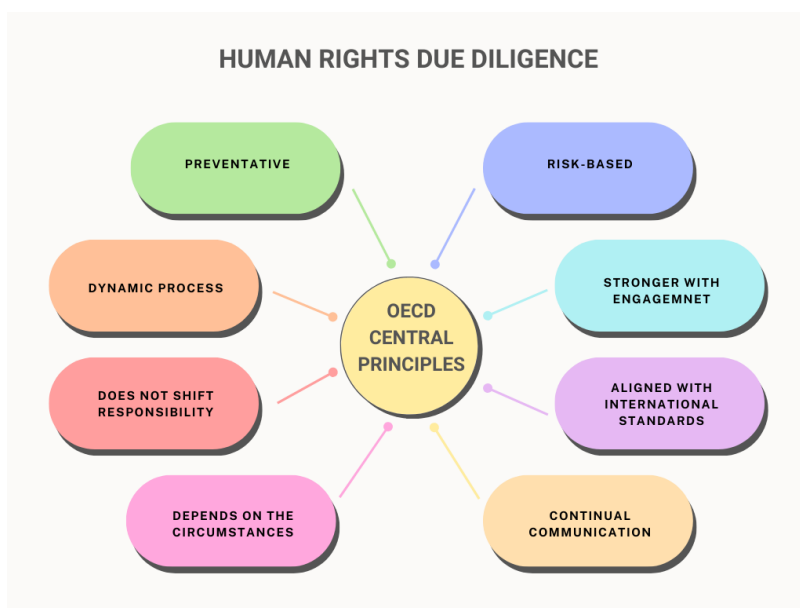 HUMAN RIGHTS DUE DILIGENCE
PREVENTATIVE
RISK-BASED
DYNAMIC PROCESS
STRONGER WITH
ENGAGEMNET
OECD
CENTRAL
PRINCIPLES
DOES NOT SHIFT
RESPONSIBILITY
ALIGNED WITH
INTERNATIONAL
STANDARDS
DEPENDS ON THE
CIRCUMSTANCES
CONTINUAL
COMMUNICATION